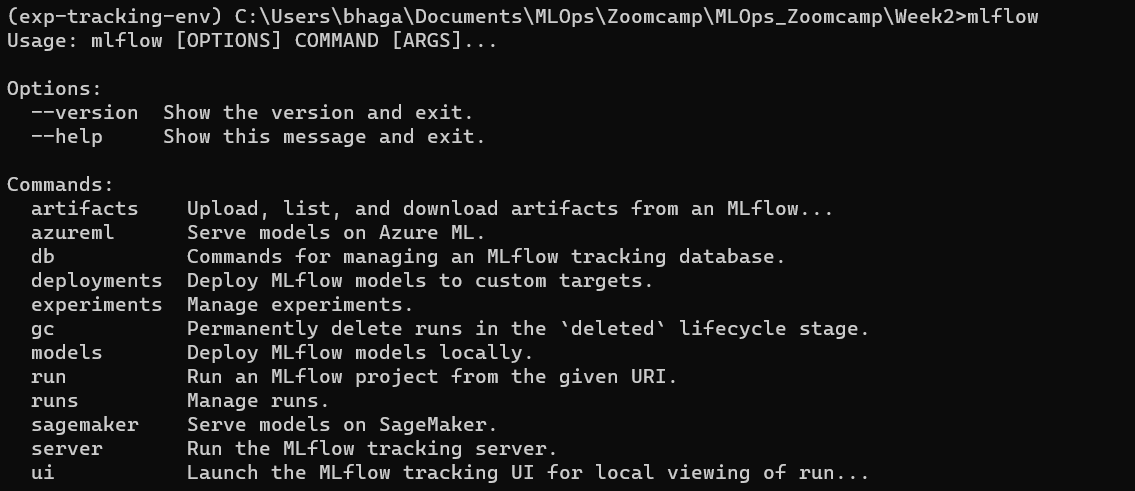 (exp-tracking-env) C:\Users\bhaga\Documents\MLOps\Zoomcamp\MLOps_Zoomcamp\Week2>mlflow
Usage: mlflow [OPTIONS] COMMAND [ARGS]...

Options:
  --version  Show the version and exit.
  --help     Show this message and exit.

Commands:
  artifacts    Upload, list, and download artifacts from an MLflow...
  azureml      Serve models on Azure ML.
  db           Commands for managing an MLflow tracking database.
  deployments  Deploy MLflow models to custom targets.
  experiments  Manage experiments.
  gc           Permanently delete runs in the `deleted` lifecycle stage.
  models       Deploy MLflow models locally.
  run          Run an MLflow project from the given URI.
  runs         Manage runs.
  sagemaker    Serve models on SageMaker.
  server       Run the MLflow tracking server.
  ui           Launch the MLflow tracking UI for local viewing of run...